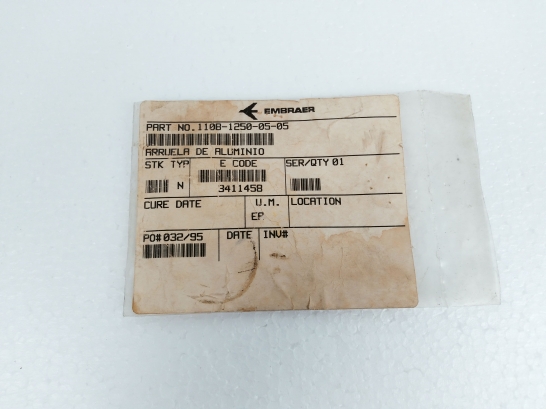 EMBRAER
PART NO.110B-1250-05-05
ARRUELA DE ALUMINIO
STK TYP E CODE SER/QTY 01
N 3411458
CURE DATE U.M. LOCATION
EP
PO# 032/95 DATE INV#